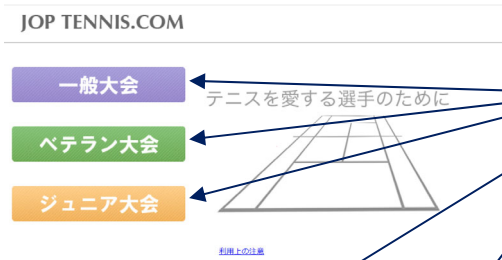 JOP TENNIS.COM
一般大会
テニスを愛する選手のために
ベテラン大会
ジュニア大会
利用上の注意